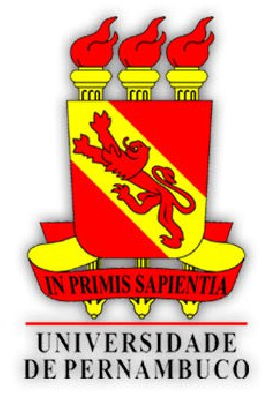 IN PRIMIS SAPIENTIA
UNIVERSIDADE
DE PERNAMBUCO